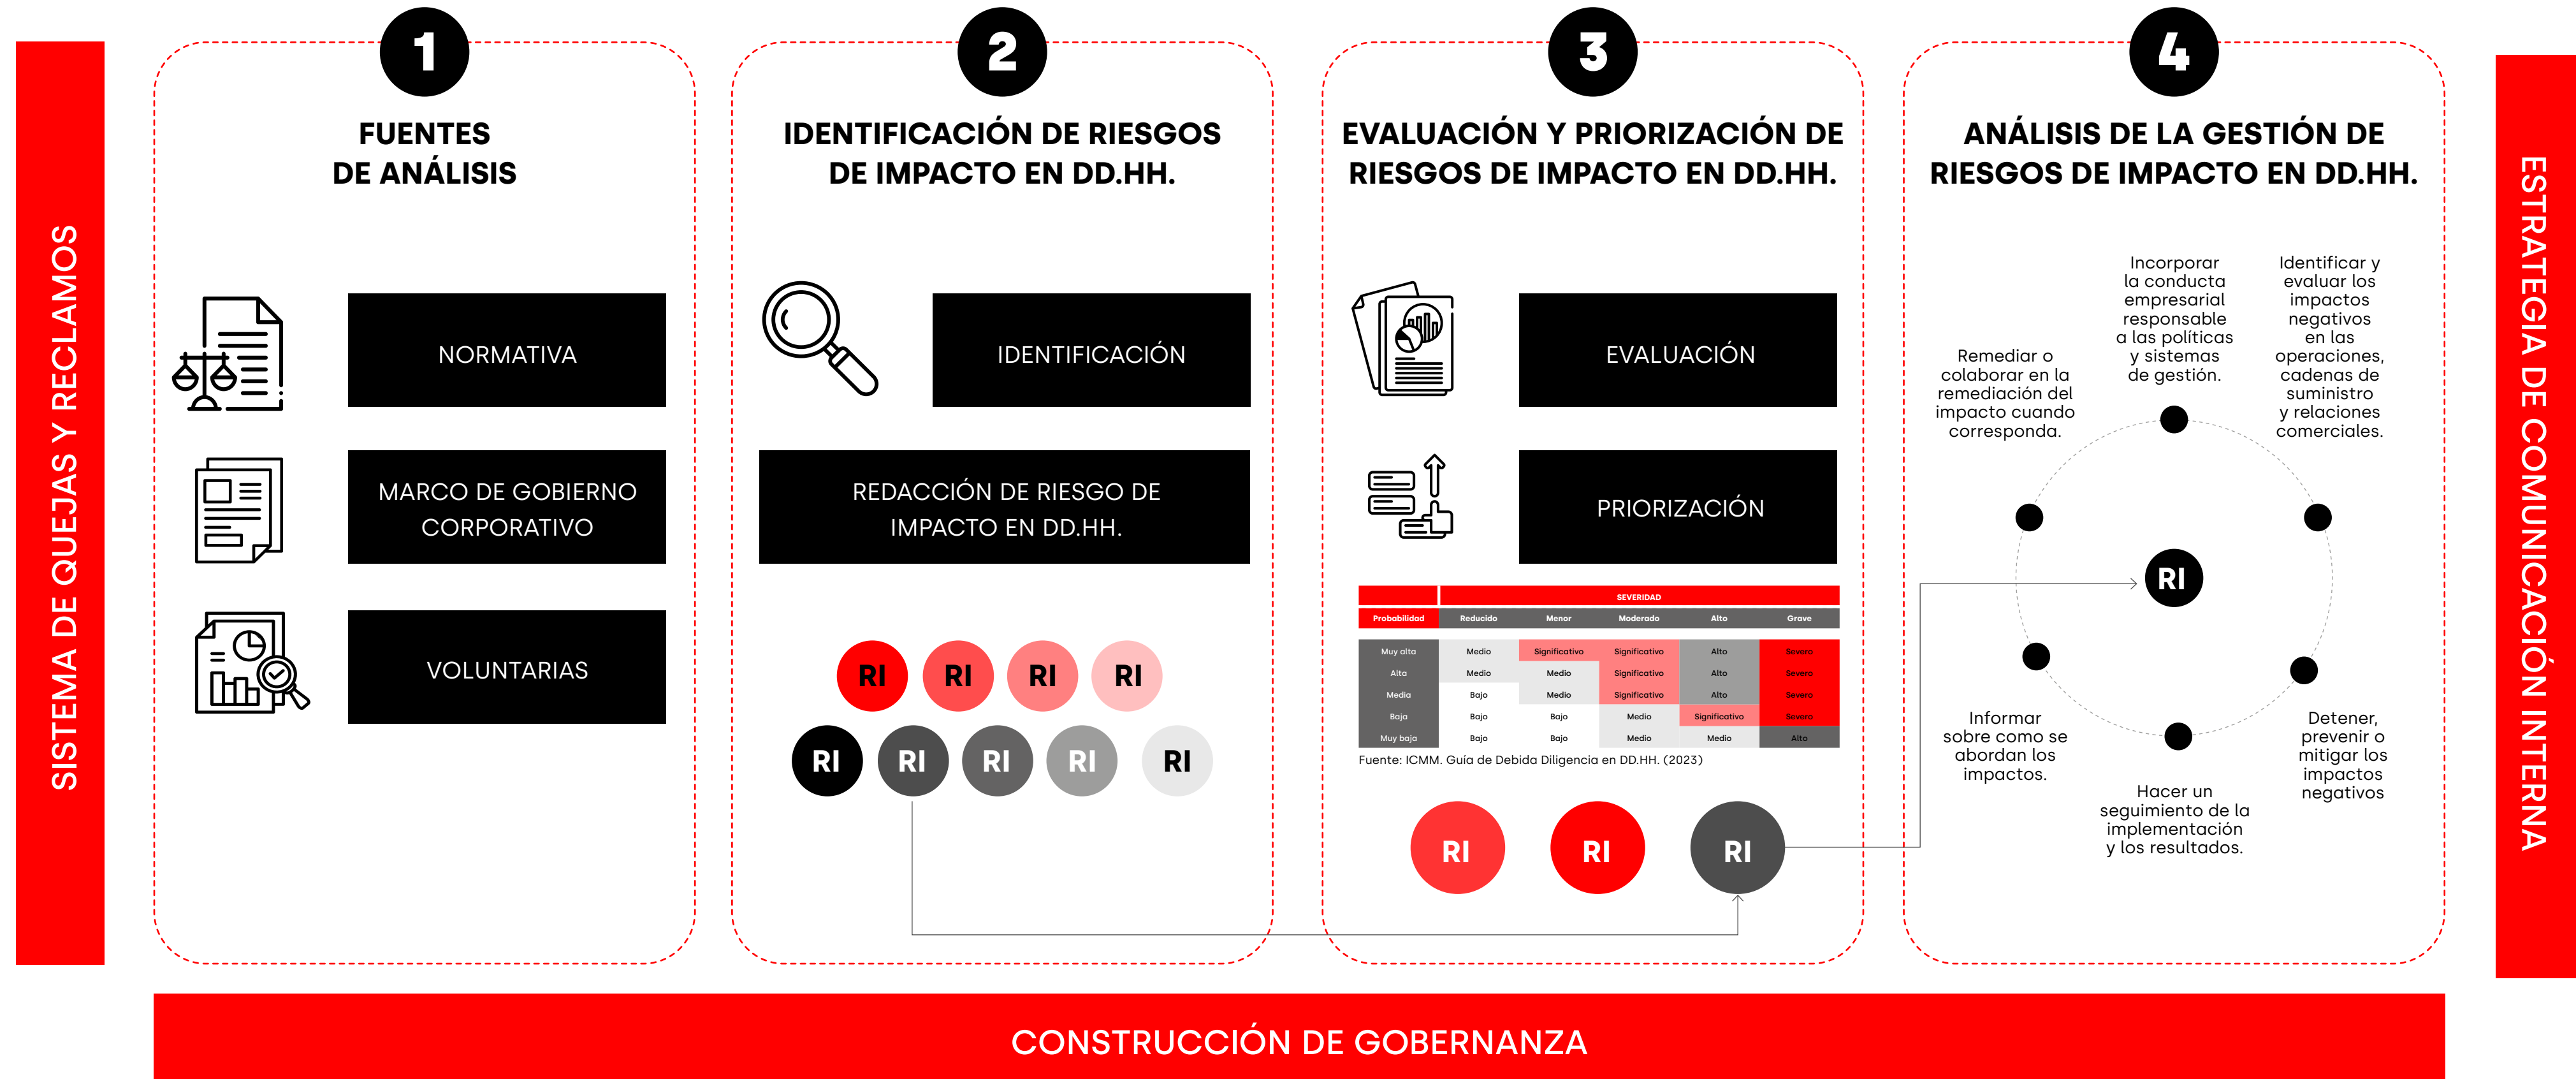 SISTEMA DE QUEJAS Y RECLAMOS
1
FUENTES
DE ANÁLISIS
NORMATIVA
MARCO DE GOBIERNO
CORPORATIVO
VOLUNTARIAS
2
IDENTIFICACIÓN DE RIESGOS
DE IMPACTO EN DD.HH.
IDENTIFICACIÓN
REDACCIÓN DE RIESGO DE
IMPACTO EN DD.HH.
RI RI RI RI
RI RI RI RI RI
3
EVALUACIÓN Y PRIORIZACIÓN DE
RIESGOS DE IMPACTO EN DD.HH.
EVALUACIÓN
PRIORIZACIÓN
SEVERIDAD
Probabilidad Reducido Menor Moderado Alto Grave
Muy alta Medio Significativo Significativo Alto Severo
Alta Medio Medio Significativo Alto Severo
Media Bajo Medio Significativo Alto Severo
Baja Bajo Bajo Medio Significativo Severo
Muy baja Bajo Bajo Medio Medio Alto
Fuente: ICMM. Guía de Debida Diligencia en DD.HH. (2023)
RI RI RI
4
ANÁLISIS DE LA GESTIÓN DE
RIESGOS DE IMPACTO EN DD.HH.
Incorporar
la conducta
empresarial
responsable
a las políticas
y sistemas
de gestión.
Identificar y
evaluar los
impactos
negativos
en las
operaciones,
cadenas de
suministro
y relaciones
comerciales.
Detener,
prevenir o
mitigar los
impactos
negativos
Hacer un
seguimiento de la
implementación
y los resultados.
Informar
sobre como se
abordan los
impactos.
Remediar o
colaborar en la
remediación del
impacto cuando
corresponda.
RI
ESTRATEGIA DE COMUNICACIÓN INTERNA
CONSTRUCCIÓN DE GOBERNANZA